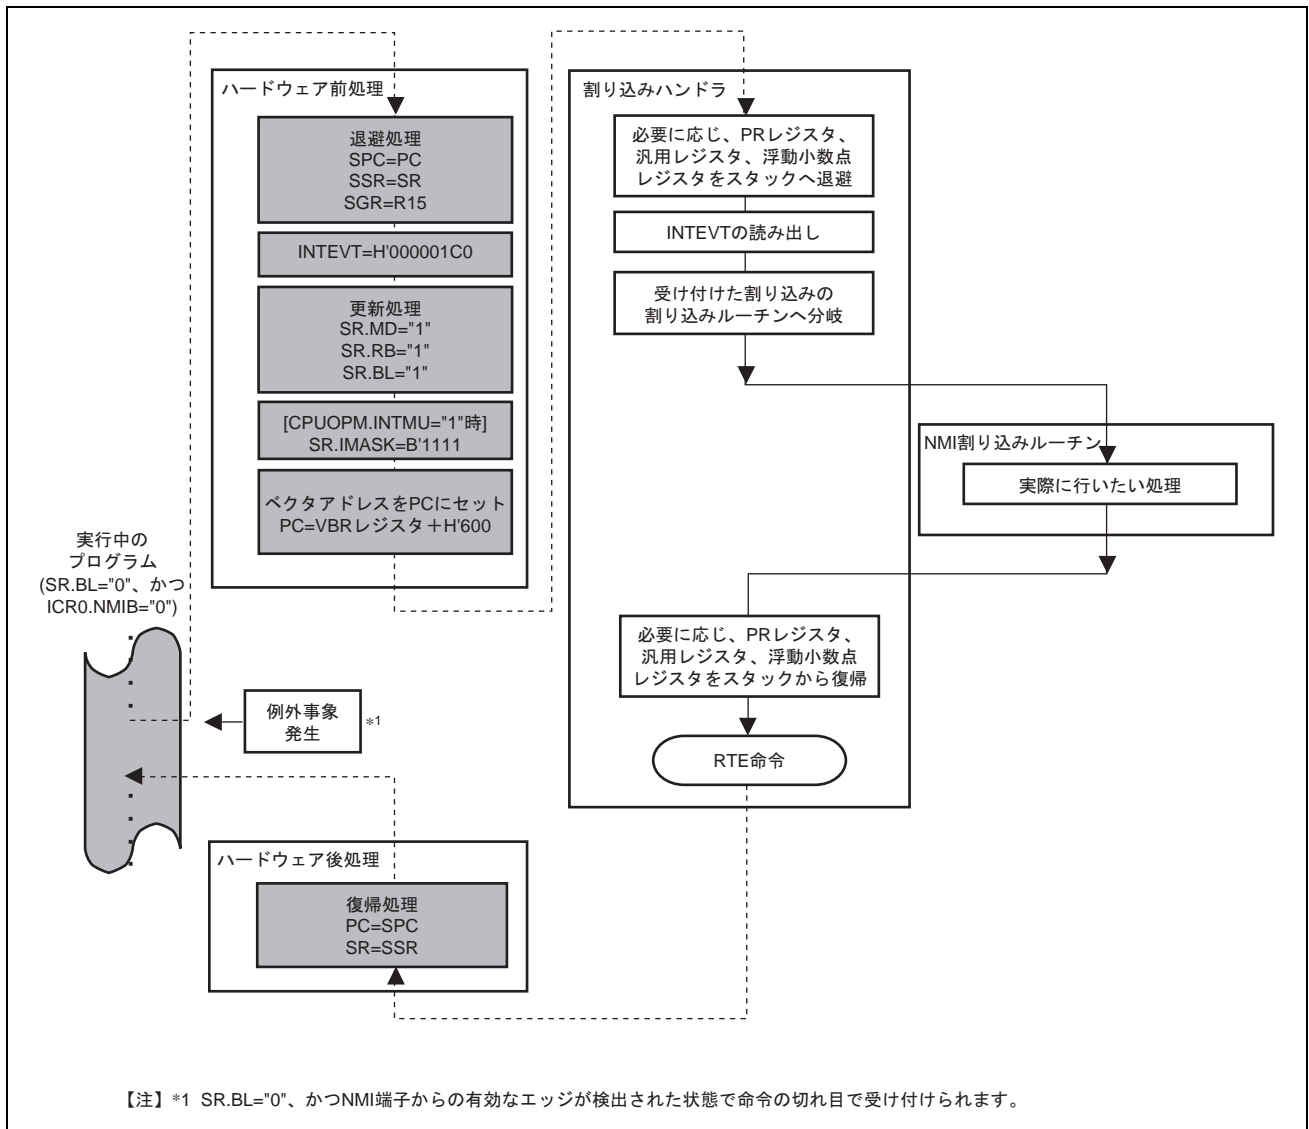 ハードウェア前処理
退避処理
SPC=PC
SSR=SR
SGR=R15
INTEVT=H'000001C0
更新処理
SR.MD="1"
SR.RB="1"
SR.BL="1"
[CPUOPM.INTMU="1"時]
SR.IMASK=B'1111
ベクタアドレスをPCにセット
PC=VBRレジスタ＋H'600
実行中の
プログラム
(SR.BL="0"、かつ
ICR0.NMIB="0")
例外事象
発生
*1
ハードウェア後処理
復帰処理
PC=SPC
SR=SSR
割り込みハンドラ
必要に応じ、PRレジスタ、
汎用レジスタ、浮動小数点
レジスタをスタックへ退避
INTEVTの読み出し
受け付けた割り込みの
割り込みルーチンへ分岐
NMI割り込みルーチン
実際に行いたい処理
必要に応じ、PRレジスタ、
汎用レジスタ、浮動小数点
レジスタをスタックから復帰
RTE命令
【注】*1 SR.BL="0"、かつNMI端子からの有効なエッジが検出された状態で命令の切れ目で受け付けられます。